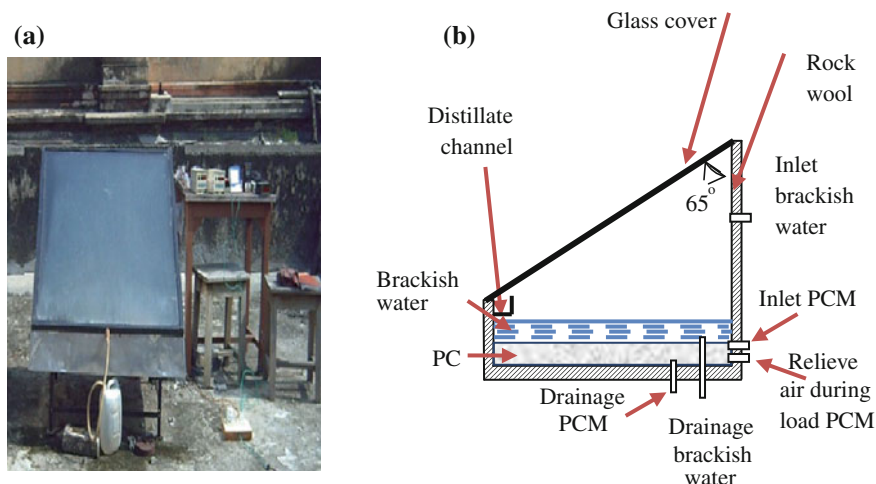 (a)
(b)
Glass cover
Rock
wool
Distillate
channel
65°
Inlet
brackish
water
Brackish
water
Inlet PCM
PC
Relieve
air during
load PCM
Drainage
PCM
Drainage
brackish
water